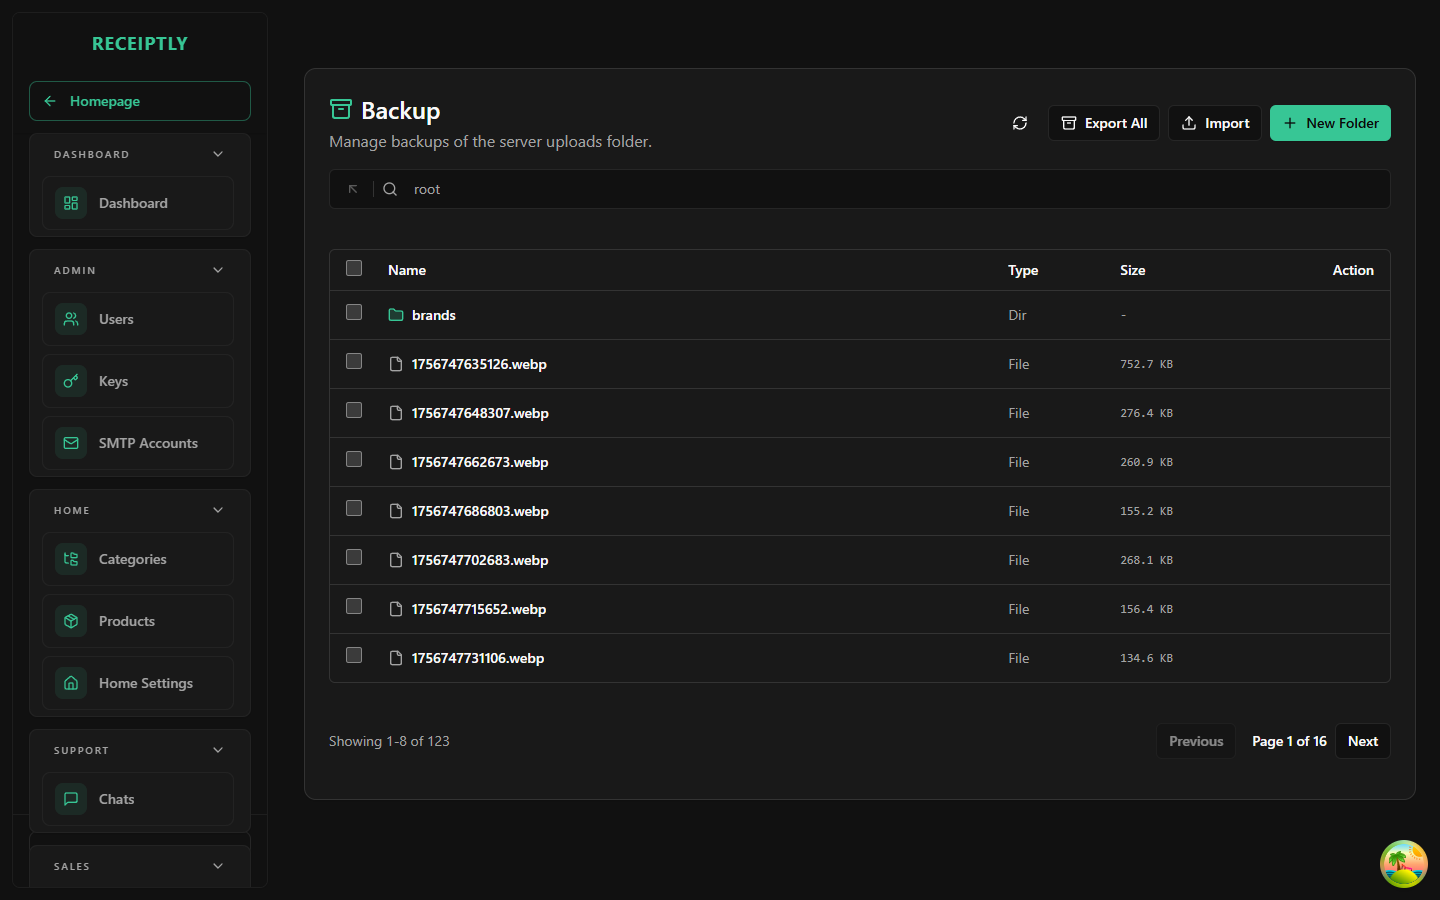 RECEIPTLY
Homepage
DASHBOARD
Dashboard
ADMIN
Users
Keys
SMTP Accounts
HOME
Categories
Products
Home Settings
SUPPORT
Chats
SALES
Backup
Manage backups of the server uploads folder.
Export All
Import
New Folder
root
Name Type Size Action
brands Dir -
1756747635126.webp File 752.7 KB
1756747648307.webp File 276.4 KB
1756747662673.webp File 260.9 KB
1756747686803.webp File 155.2 KB
1756747702683.webp File 268.1 KB
1756747715652.webp File 156.4 KB
1756747731106.webp File 134.6 KB
Showing 1-8 of 123
Previous Page 1 of 16 Next